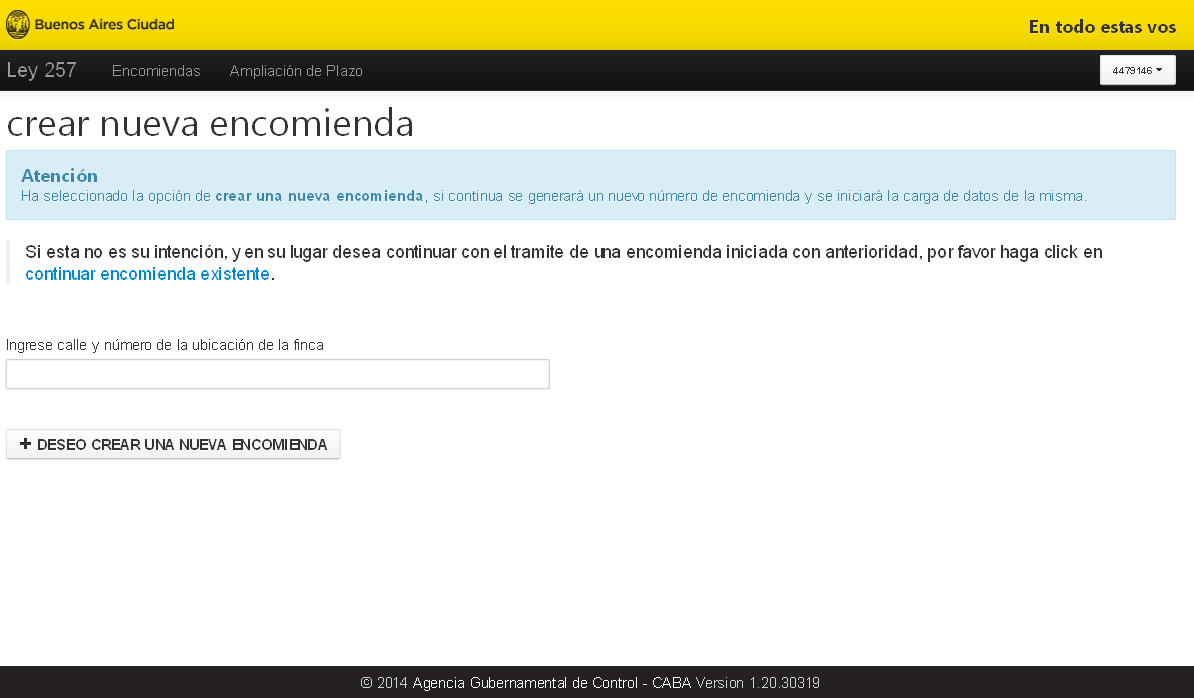 Buenos Aires Ciudad
En todo estas vos
Ley 257 Encomiendas Ampliación de Plazo 4479146
crear nueva encomienda
Atención
Ha seleccionado la opción de crear una nueva encomienda, si continua se generará un nuevo número de encomienda y se iniciará la carga de datos de la misma.
Si esta no es su intención, y en su lugar desea continuar con el tramite de una encomienda iniciada con anterioridad, por favor haga click en
continuar encomienda existente.
Ingrese calle y número de la ubicación de la finca
+ DESEO CREAR UNA NUEVA ENCOMIENDA
© 2014 Agencia Gubernamental de Control - CABA Version 1.20.30319